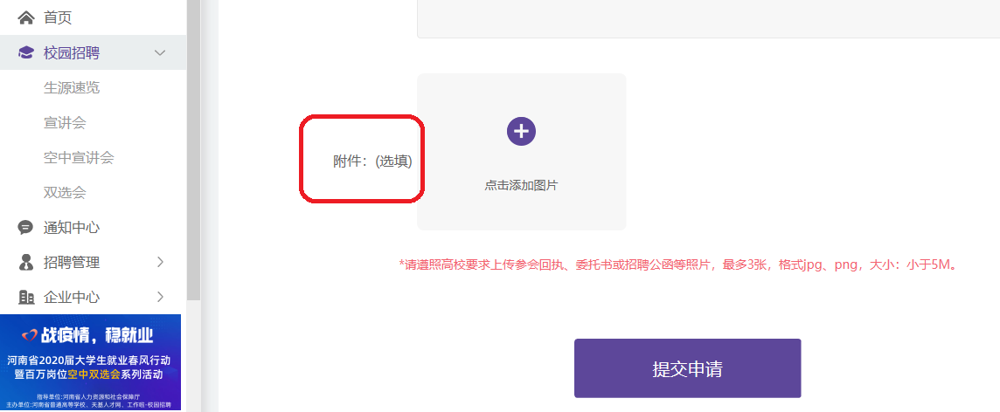 首页
校园招聘
生源速览
宣讲会
空中宣讲会
双选会
通知中心
招聘管理
企业中心
战疫情，稳就业
河南省2020届大学生就业春风行动
暨百万岗位空中双选会系列活动
指导单位:河南省人力资源和社会保障厅
主办单位:河南省普通高等学校、天基人才网、工作啦·校园招聘
附件：(选填)
点击添加图片
*请遵照高校要求上传参会回执、委托书或招聘公函等照片，最多3张，格式jpg、png，大小：小于5M。
提交申请